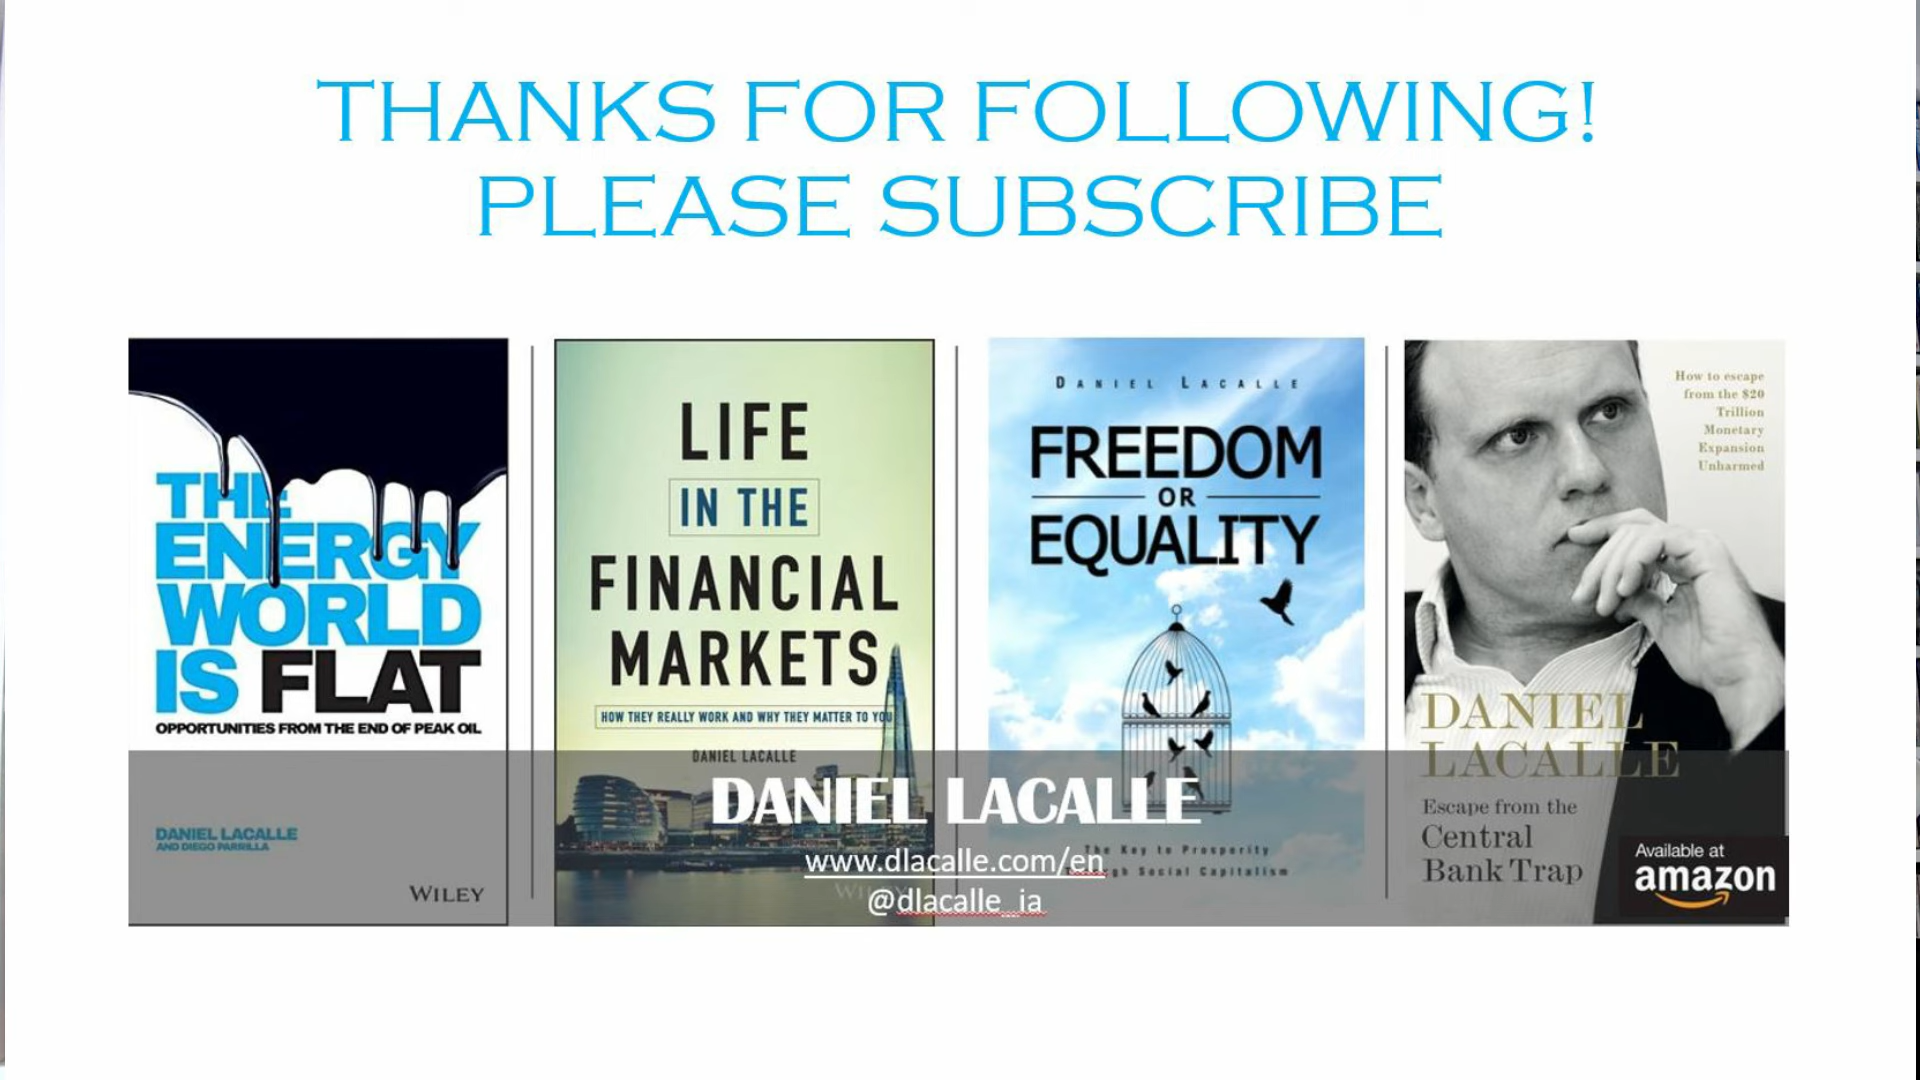 THANKS FOR FOLLOWING!
PLEASE SUBSCRIBE
THE
ENERGY
WORLD
IS FLAT
OPPORTUNITIES FROM THE END OF PEAK OIL
DANIEL LACALLE
AND DIEGO PARRILLA
WILEY
LIFE
IN THE
FINANCIAL
MARKETS
HOW THEY REALLY WORK AND WHY THEY MATTER TO YOU
DANIEL LACALLE
WILEY
DANIEL LACALLE
FREEDOM
OR
EQUALITY
The Key to Prosperity
Social Capitalism
How to escape
from the $20
Trillion
Monetary
Expansion
Unharmed
DANIEL
LACALLE
Escape from the
Central
Bank Trap
Available at
amazon
DANIEL LACALLE
www.dlacalle.com/en
@dlacalle_ia